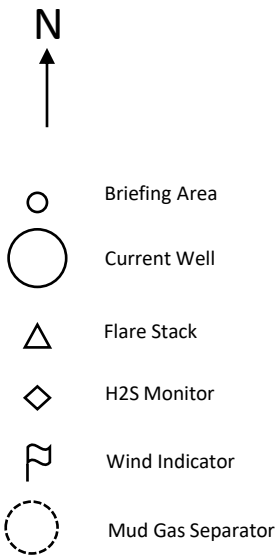 N
Briefing Area
Current Well
Flare Stack
H2S Monitor
Wind Indicator
Mud Gas Separator